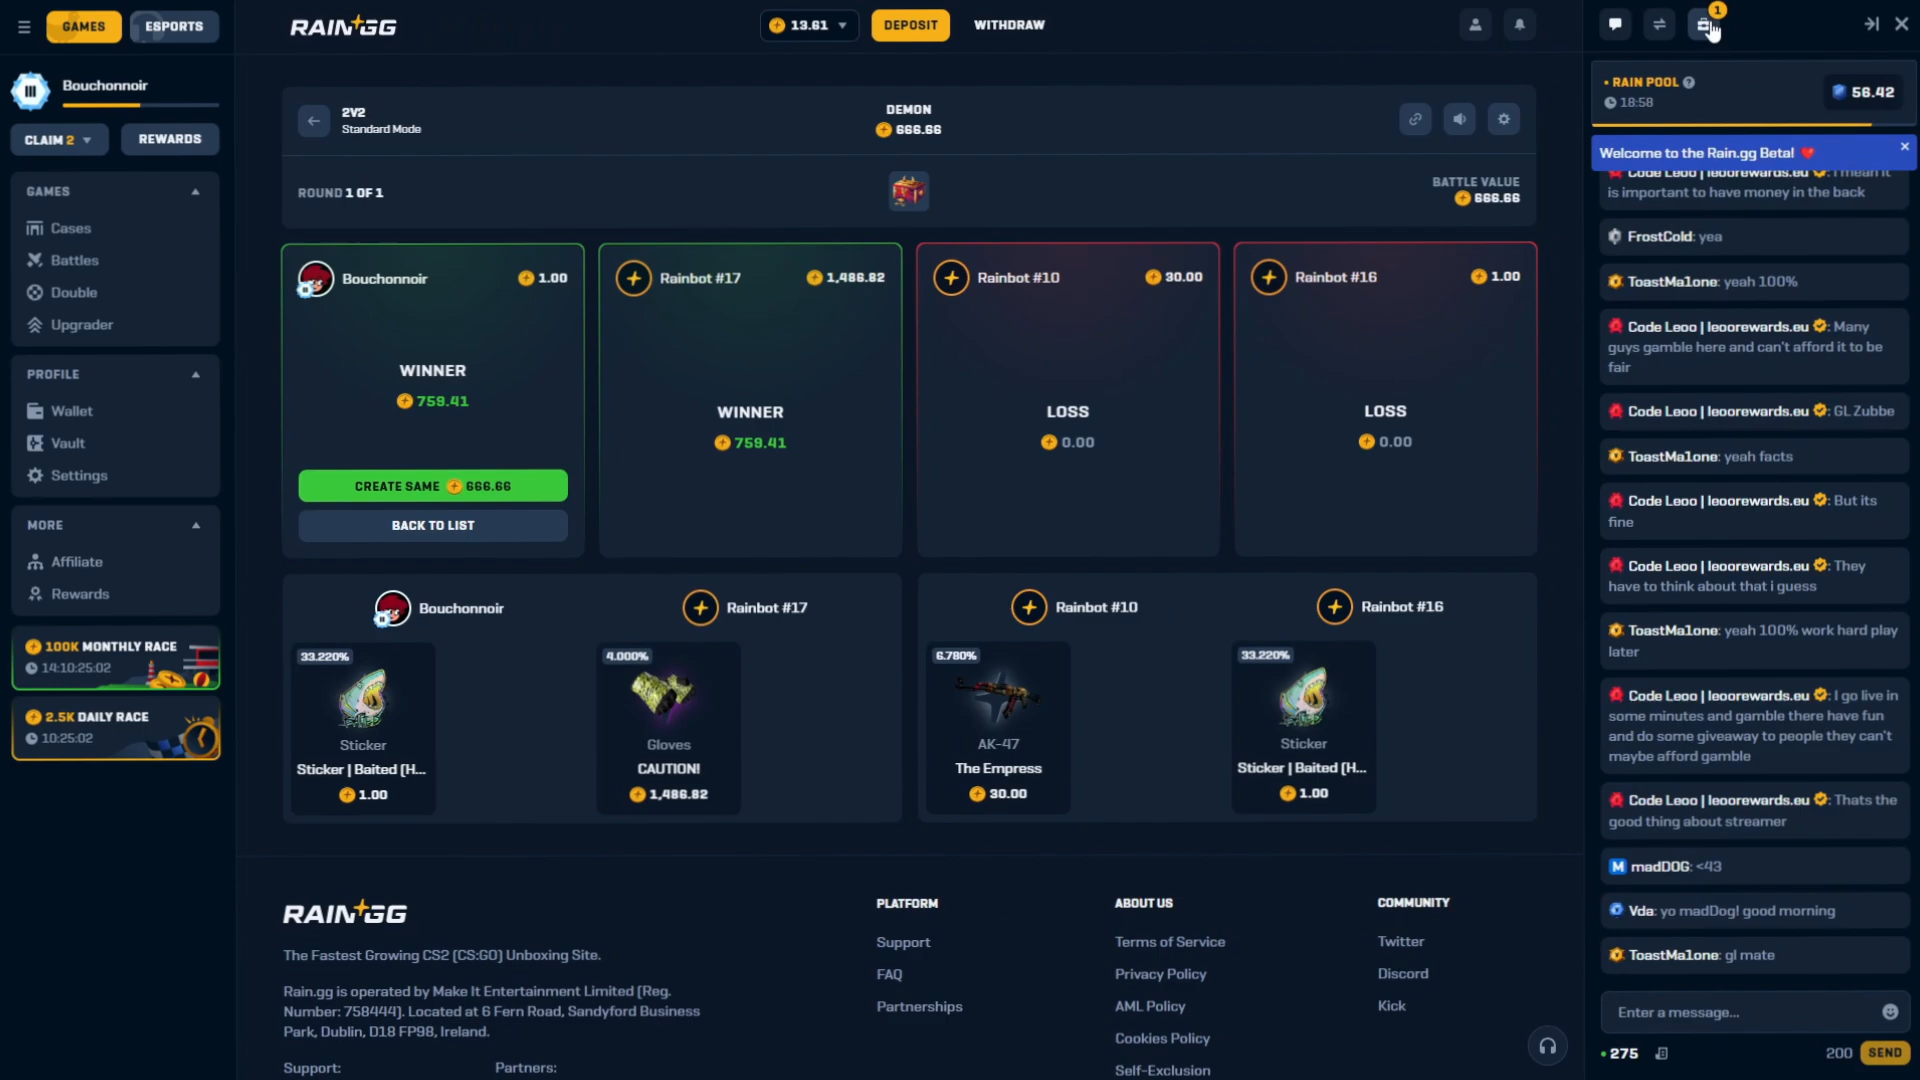 GAMES
ESPORTS
RAIN GG
13.61
DEPOSIT
WITHDRAW
1
III
Bouchonnoir
CLAIM 2
REWARDS
GAMES
Cases
Battles
Double
Upgrader
PROFILE
Wallet
Vault
Settings
MORE
Affiliate
Rewards
100K MONTHLY RACE
14:10:25:02
2.5K DAILY RACE
10:25:02
2V2
Standard Mode
DEMON
666.66
ROUND 1 OF 1
BATTLE VALUE
666.66
Bouchonnoir
1.00
WINNER
759.41
CREATE SAME 666.66
BACK TO LIST
Rainbot #17
1,486.82
WINNER
759.41
Rainbot #10
30.00
LOSS
0.00
Rainbot #16
1.00
LOSS
0.00
Bouchonnoir
Rainbot #17
Rainbot #10
Rainbot #16
33.220%
Sticker
Sticker | Baited (H...
1.00
4.000%
Gloves
CAUTION!
1,486.82
6.780%
AK-47
The Empress
30.00
33.220%
Sticker
Sticker | Baited (H...
1.00
RAIN GG
The Fastest Growing CS2 (CS:GO) Unboxing Site.
Rain.gg is operated by Make It Entertainment Limited (Reg.
Number: 758444). Located at 6 Fern Road, Sandyford Business
Park, Dublin, D18 FP98, Ireland.
Support:
Partners:
PLATFORM
Support
FAQ
Partnerships
ABOUT US
Terms of Service
Privacy Policy
AML Policy
Cookies Policy
Self-Exclusion
COMMUNITY
Twitter
Discord
Kick
RAIN POOL
18:58
56.42
Welcome to the Rain.gg Beta! ❤️
Code Leoo | leoorewards.eu: I mean it
is important to have money in the back
FrostCold: yea
ToastMa1one: yeah 100%
Code Leoo | leoorewards.eu: Many
guys gamble here and can't afford it to be
fair
Code Leoo | leoorewards.eu: GL Zubbe
ToastMa1one: yeah facts
Code Leoo | leoorewards.eu: But its
fine
Code Leoo | leoorewards.eu: They
have to think about that i guess
ToastMa1one: yeah 100% work hard play
later
Code Leoo | leoorewards.eu: I go live in
some minutes and gamble there have fun
and do some giveaway to people they can't
maybe afford gamble
Code Leoo | leoorewards.eu: Thats the
good thing about streamer
M madDOG: <43
Vda: yo madDog! good morning
ToastMa1one: gl mate
Enter a message...
275
200
SEND